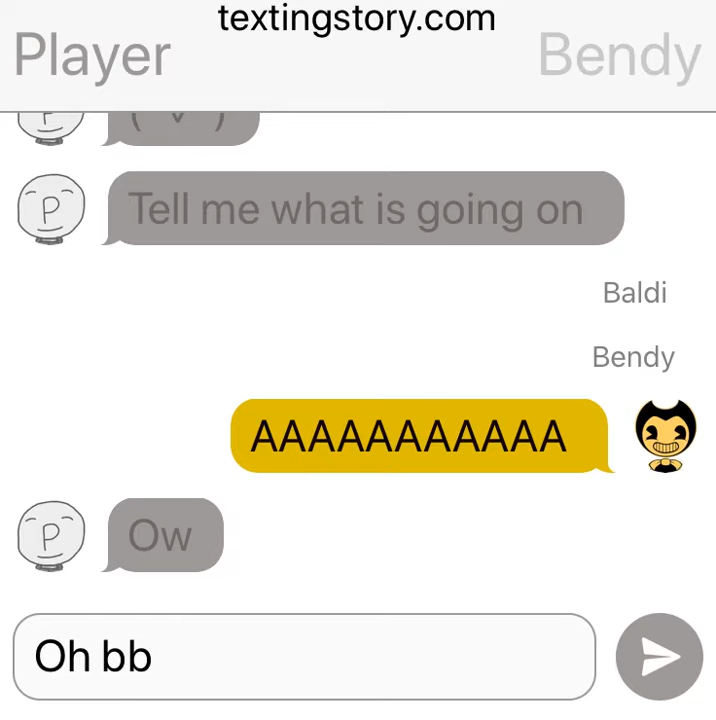 textingstory.com
Player
Bendy
P
Tell me what is going on
P
Baldi
Bendy
AAAAAAAAAAA
Ow
P
Oh bb